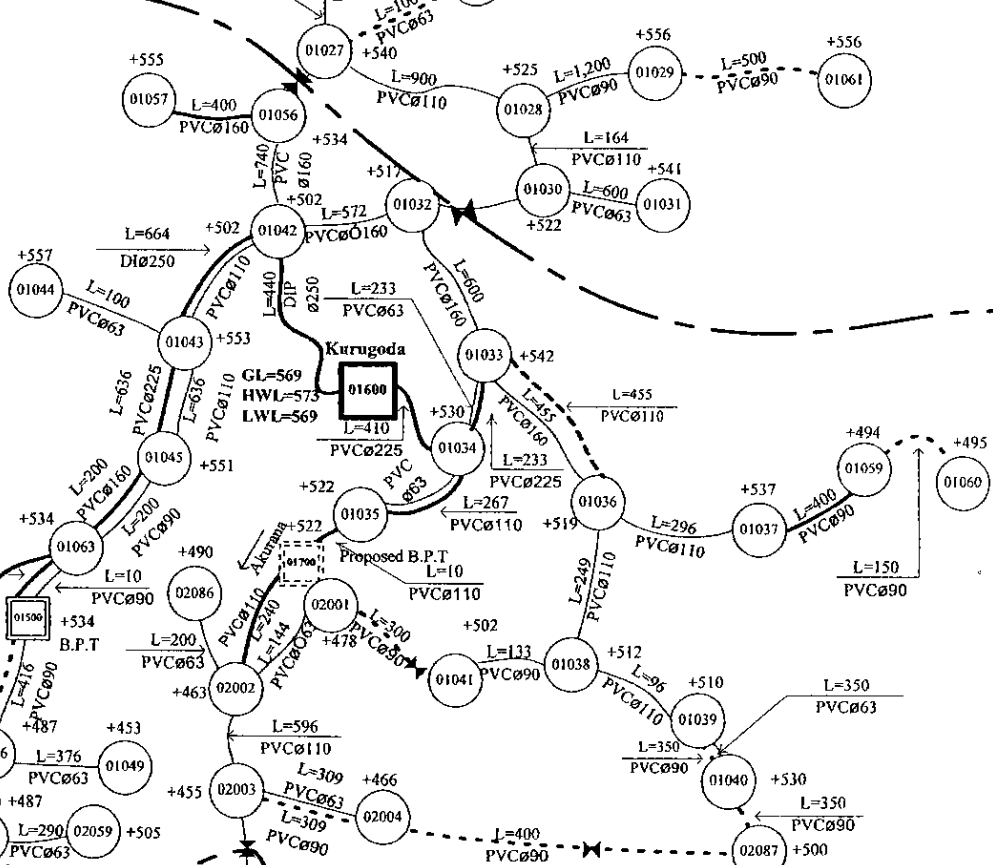 L=100
PVCø63
01027
+540
+555
01057
L=400
PVCø160
01056
+534
L=900
PVCø110
+525
01028
L=1,200
PVCø90
+556
01029
L=500
PVCø90
+556
01061
L=164
PVCø110
L=740
PVC
ø160
+517
01032
01030
+522
L=600
PVCø63
+541
01031
+502
+502
01042
L=572
PVCøÓ160
L=664
DIø250
+557
01044
L=100
PVCø63
PVCø110
01043
+553
L=440
DIP
ø250
L=233
PVCø63
L=600
PVCø160
01033
+542
Kurugoda
GL=569
HWL=573
LWL=569
01600
L=636
PVCø225
L=636
PVCø110
L=410
PVCø225
+530
01034
L=455
PVCø160
L=455
PVCø110
01045
+551
L=200
PVCø160
L=200
PVCø90
PVC
ø63
L=233
PVCø225
+494
01059
+495
01060
+522
01035
L=267
PVCø110
01036
+519
+537
01037
L=400
PVCø90
L=296
PVCø110
+534
01063
+522
Akurana
01700
Proposed B.P.T
L=10
PVCø110
L=10
PVCø90
+490
02086
L=249
PVCø110
L=150
PVCø90
01500
+534
B.P.T
PVCø110
L=240
02001
+478
L=144
PVCøÓ63
L=300
PVCø90
L=200
PVCø63
+502
01041
L=133
PVCø90
01038
+512
L=416
PVCø90
+463
02002
L=96
PVCø110
+510
01039
L=350
PVCø63
L=596
PVCø110
L=350
PVCø90
01040
+530
+487
6
L=376
PVCø63
+453
01049
+455
02003
L=309
PVCø63
L=309
PVCø90
+466
02004
L=350
PVCø90
+487
L=290
PVCø63
02059
+505
L=400
PVCø90
02087
+500